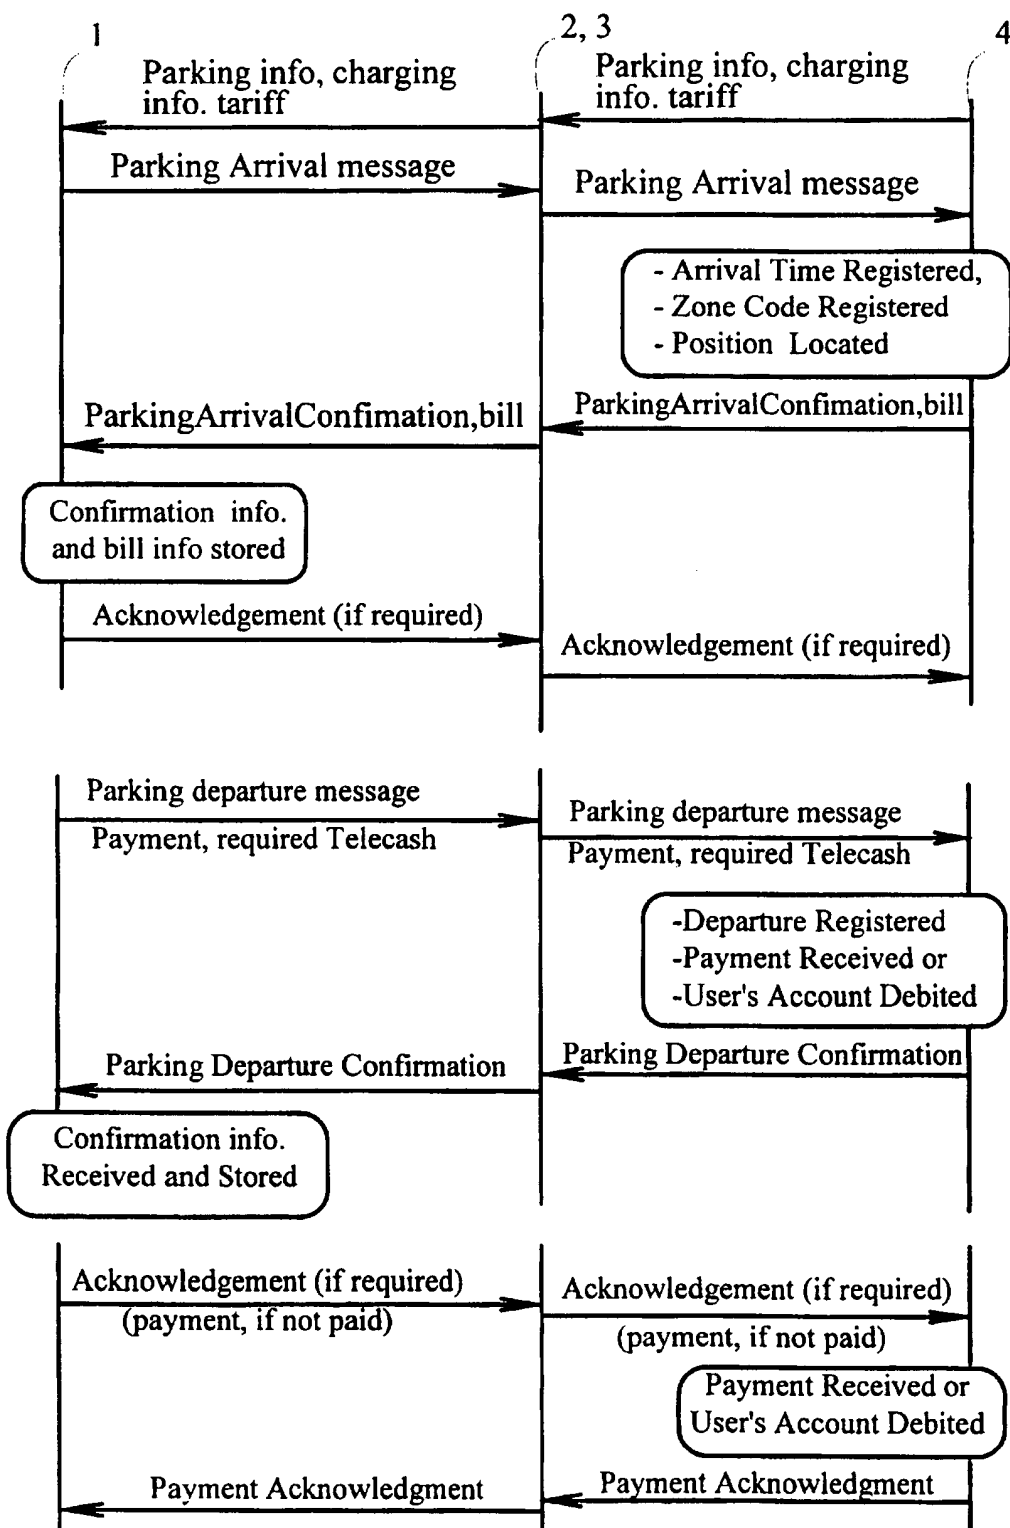 1
2, 3
4
Parking info, charging
info. tariff
Parking info, charging
info. tariff
Parking Arrival message
Parking Arrival message
- Arrival Time Registered,
- Zone Code Registered
- Position Located
ParkingArrivalConfimation,bill
ParkingArrivalConfimation,bill
Confirmation info.
and bill info stored
Acknowledgement (if required)
Acknowledgement (if required)
Parking departure message
Payment, required Telecash
Parking departure message
Payment, required Telecash
-Departure Registered
-Payment Received or
-User's Account Debited
Parking Departure Confirmation
Parking Departure Confirmation
Confirmation info.
Received and Stored
Acknowledgement (if required)
(payment, if not paid)
Acknowledgement (if required)
(payment, if not paid)
Payment Received or
User's Account Debited
Payment Acknowledgment
Payment Acknowledgment